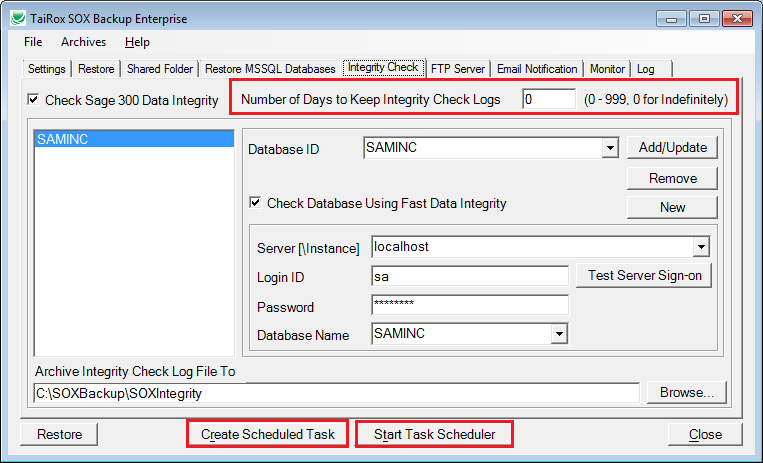 TaiRox SOX Backup Enterprise
File Archives Help
Settings Restore Shared Folder Restore MSSQL Databases Integrity Check FTP Server Email Notification Monitor Log
Check Sage 300 Data Integrity Number of Days to Keep Integrity Check Logs 0 (0 - 999, 0 for Indefinitely)
SAMINC
Database ID SAMINC Add/Update
Remove
Check Database Using Fast Data Integrity New
Server [\Instance] localhost
Login ID sa Test Server Sign-on
Password ********
Database Name SAMINC
Archive Integrity Check Log File To
C:\SOXBackup\SOXIntegrity Browse...
Restore Create Scheduled Task Start Task Scheduler Close